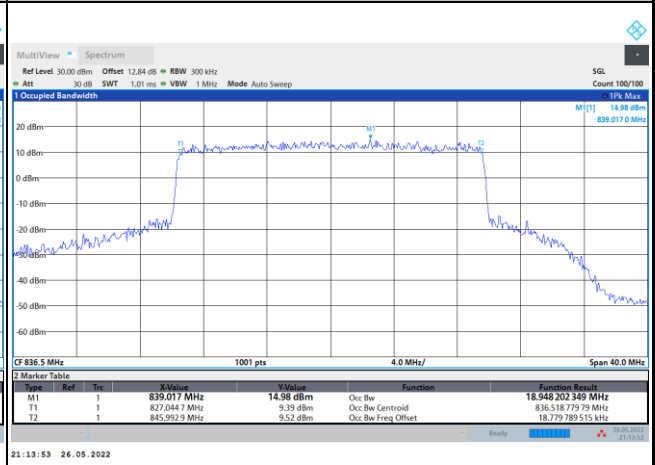 MultiView Spectrum
Ref Level 30.00 dBm Offset 12.84 dB RBW 300 kHz SGL
Att 30 dB SWT 1.01 ms VBW 1 MHz Mode Auto Sweep Count 100/100
1 Occupied Bandwidth 1Pk Max
M1[1] 14.98 dBm
839.017 0 MHz
20 dBm
M1
T1 T2
10 dBm
0 dBm
-10 dBm
-20 dBm
-30 dBm
-40 dBm
-50 dBm
-60 dBm
CF 836.5 MHz 1001 pts 4.0 MHz/ Span 40.0 MHz
2 Marker Table
Type Ref Trc X-Value Y-Value Function Function Result
M1 1 839.017 MHz 14.98 dBm Occ Bw 18.948 202 349 MHz
T1 1 827.044 7 MHz 9.39 dBm Occ Bw Centroid 836.518 779 79 MHz
T2 1 845.992 9 MHz 9.52 dBm Occ Bw Freq Offset 18.779 789 515 kHz
Ready 26.05.2022
21:13:52
21:13:53 26.05.2022